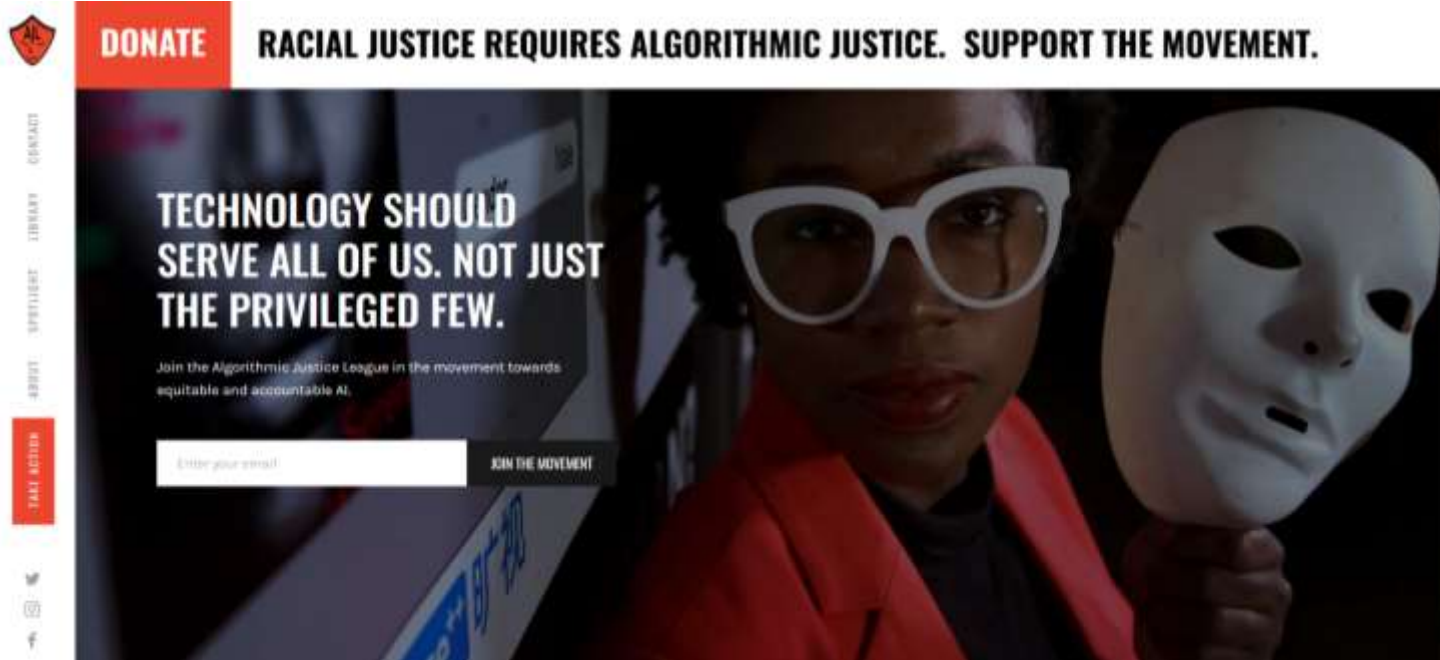 AJL
DONATE
RACIAL JUSTICE REQUIRES ALGORITHMIC JUSTICE. SUPPORT THE MOVEMENT.
CONTACT
LIBRARY
SPOTLIGHT
ABOUT
TAKE ACTION
TECHNOLOGY SHOULD
SERVE ALL OF US. NOT JUST
THE PRIVILEGED FEW.
Join the Algorithmic Justice League in the movement towards
equitable and accountable AI.
Enter your email
JOIN THE MOVEMENT